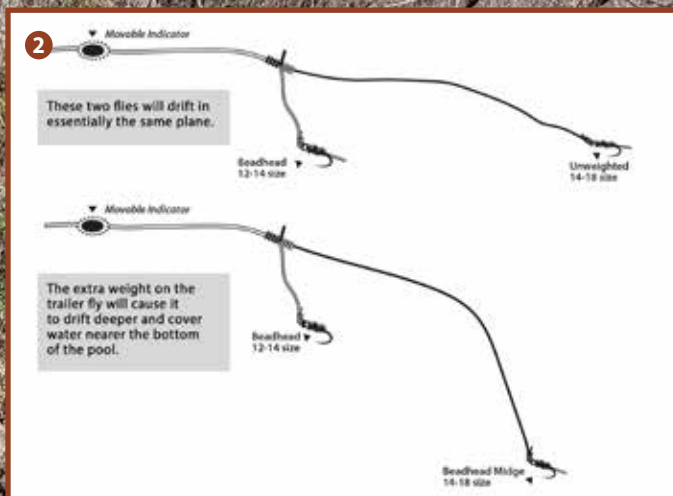 2
Movable Indicator
These two flies will drift in
essentially the same plane.
Beadhead
12-14 size
Unweighted
14-18 size
Movable Indicator
The extra weight on the
trailer fly will cause it
to drift deeper and cover
water nearer the bottom
of the pool.
Beadhead
12-14 size
Beadhead Midge
14-18 size